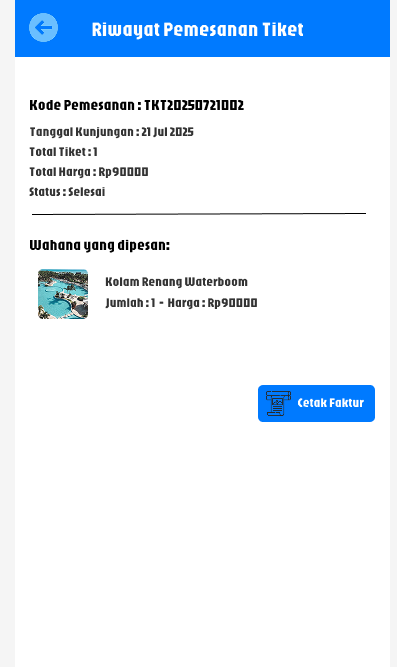 Riwayat Pemesanan Tiket
Kode Pemesanan : TKT20250721002
Tanggal Kunjungan : 21 Jul 2025
Total Tiket : 1
Total Harga : Rp90000
Status : Selesai
Wahana yang dipesan:
Kolam Renang Waterboom
Jumlah : 1 - Harga : Rp90000
Cetak Faktur